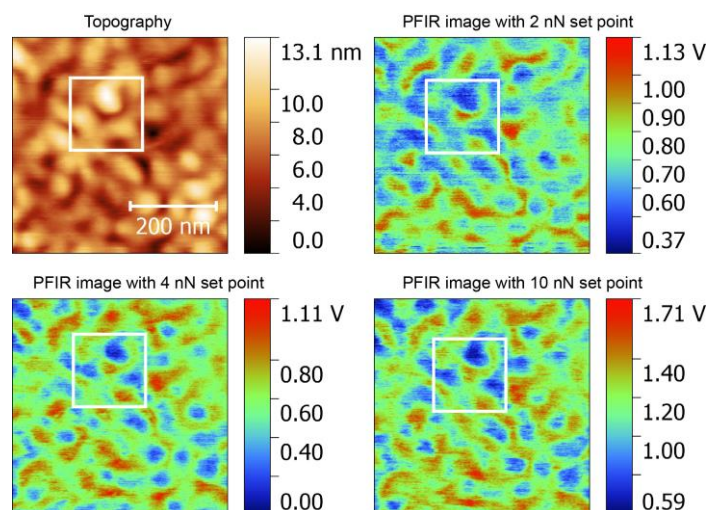 Topography
PFIR image with 2 nN set point
13.1 nm
10.0
8.0
6.0
4.0
0.0
200 nm
1.13 V
1.00
0.90
0.80
0.70
0.60
0.37
PFIR image with 4 nN set point
PFIR image with 10 nN set point
1.11 V
0.80
0.60
0.40
0.00
1.71 V
1.40
1.20
1.00
0.59